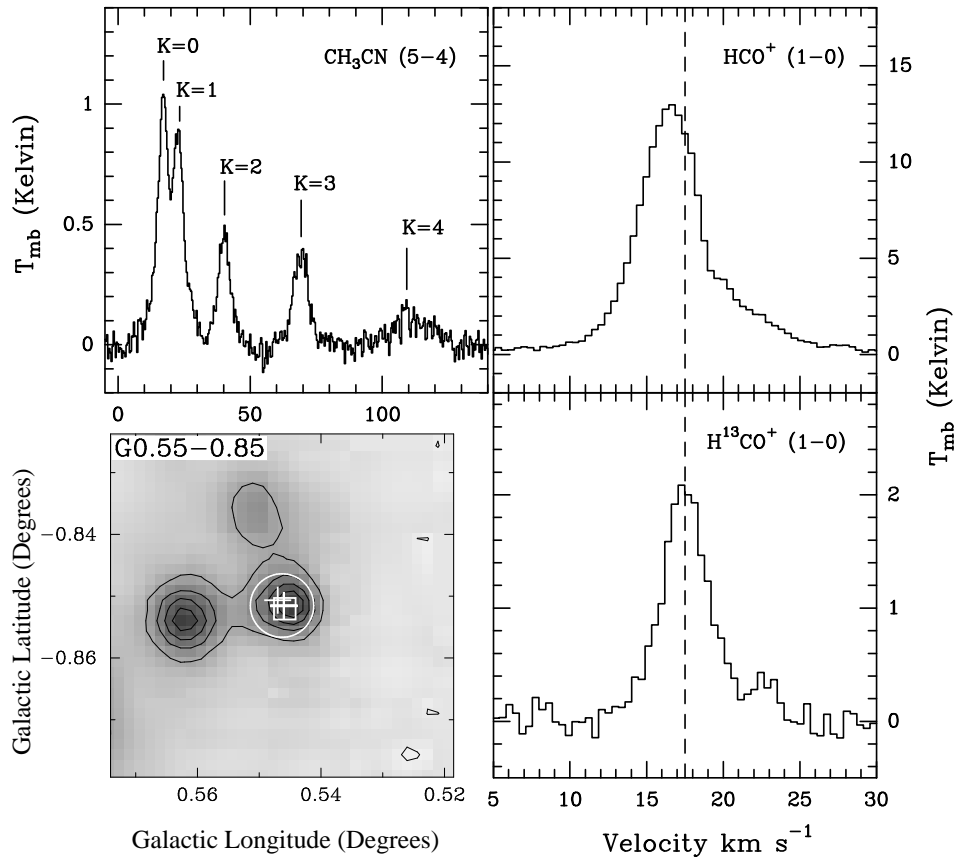 CH₃CN (5−4)
K=0
K=1
K=2
K=3
K=4
1
0.5
0
T_mb (Kelvin)
0 50 100
HCO⁺ (1−0)
15
10
5
0
T_mb (Kelvin)
G0.55−0.85
−0.84
−0.86
Galactic Latitude (Degrees)
0.56 0.54 0.52
Galactic Longitude (Degrees)
H¹³CO⁺ (1−0)
2
1
0
5 10 15 20 25 30
Velocity km s⁻¹